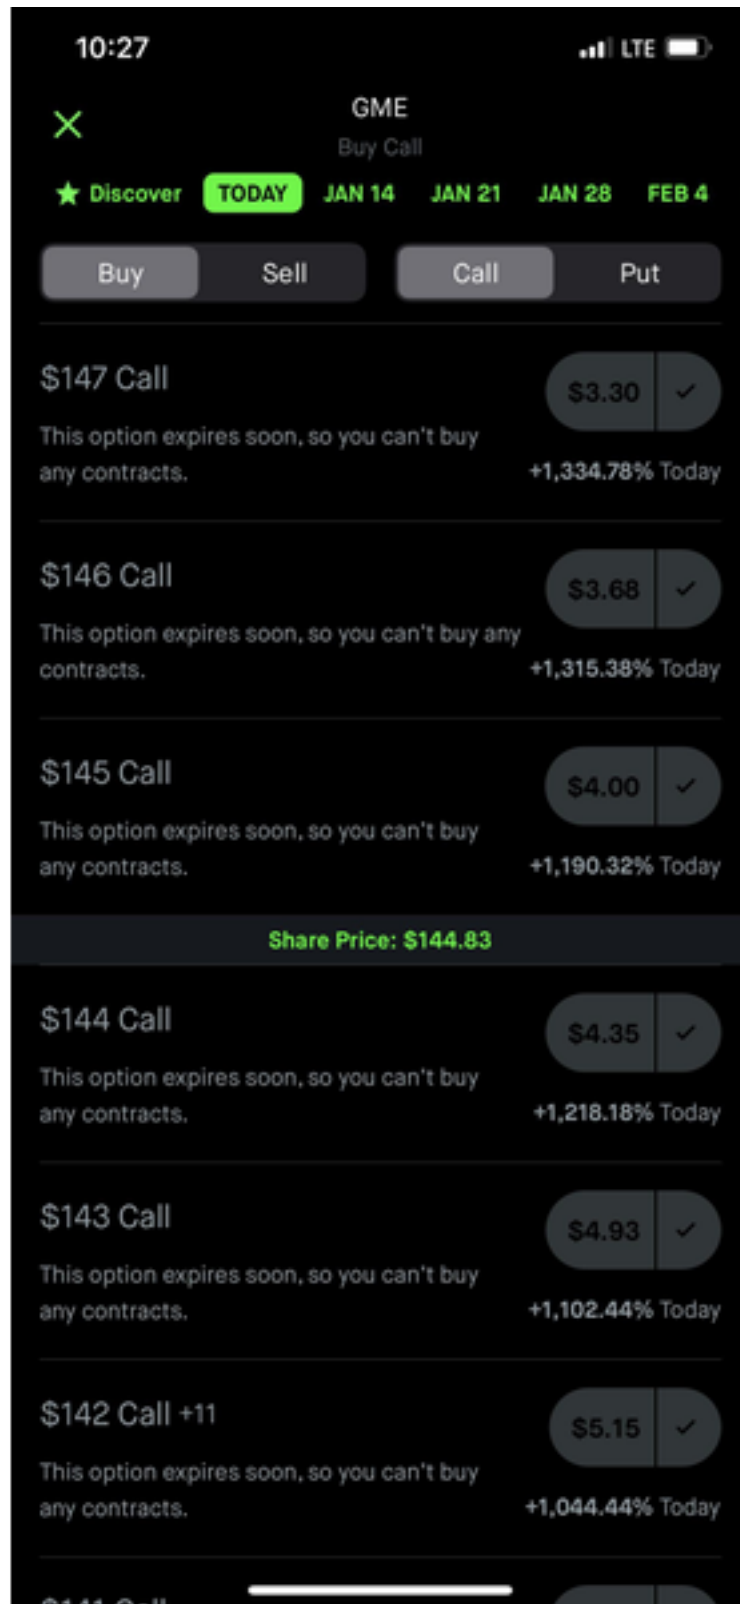 10:27
LTE
GME
Buy Call
Discover TODAY JAN 14 JAN 21 JAN 28 FEB 4
Buy Sell Call Put
$147 Call
$3.30
This option expires soon, so you can't buy
any contracts.
+1,334.78% Today
$146 Call
$3.68
This option expires soon, so you can't buy any
contracts.
+1,315.38% Today
$145 Call
$4.00
This option expires soon, so you can't buy
any contracts.
+1,190.32% Today
Share Price: $144.83
$144 Call
$4.35
This option expires soon, so you can't buy
any contracts.
+1,218.18% Today
$143 Call
$4.93
This option expires soon, so you can't buy
any contracts.
+1,102.44% Today
$142 Call +11
$5.15
This option expires soon, so you can't buy
any contracts.
+1,044.44% Today
$141 Call